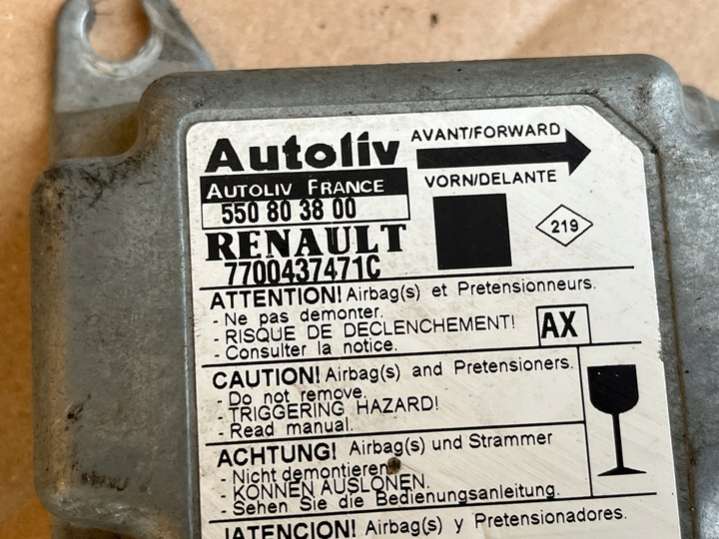 Autoliv
AVANT/FORWARD
AUTOLIV FRANCE
VORN/DELANTE
550 80 38 00
219
RENAULT
7700437471C
ATTENTION! Airbag(s) et Pretensionneurs.
- Ne pas demonter.
- RISQUE DE DECLENCHEMENT!
- Consulter la notice.
AX
CAUTION! Airbag(s) and Pretensioners.
- Do not remove.
- TRIGGERING HAZARD!
- Read manual.
ACHTUNG! Airbag(s) und Strammer
- Nicht demontieren
- KONNEN AUSLONEN.
- Sehen Sie die Bedienungsanleitung.
¡ATENCION! Airbag(s) y Pretensionadores.